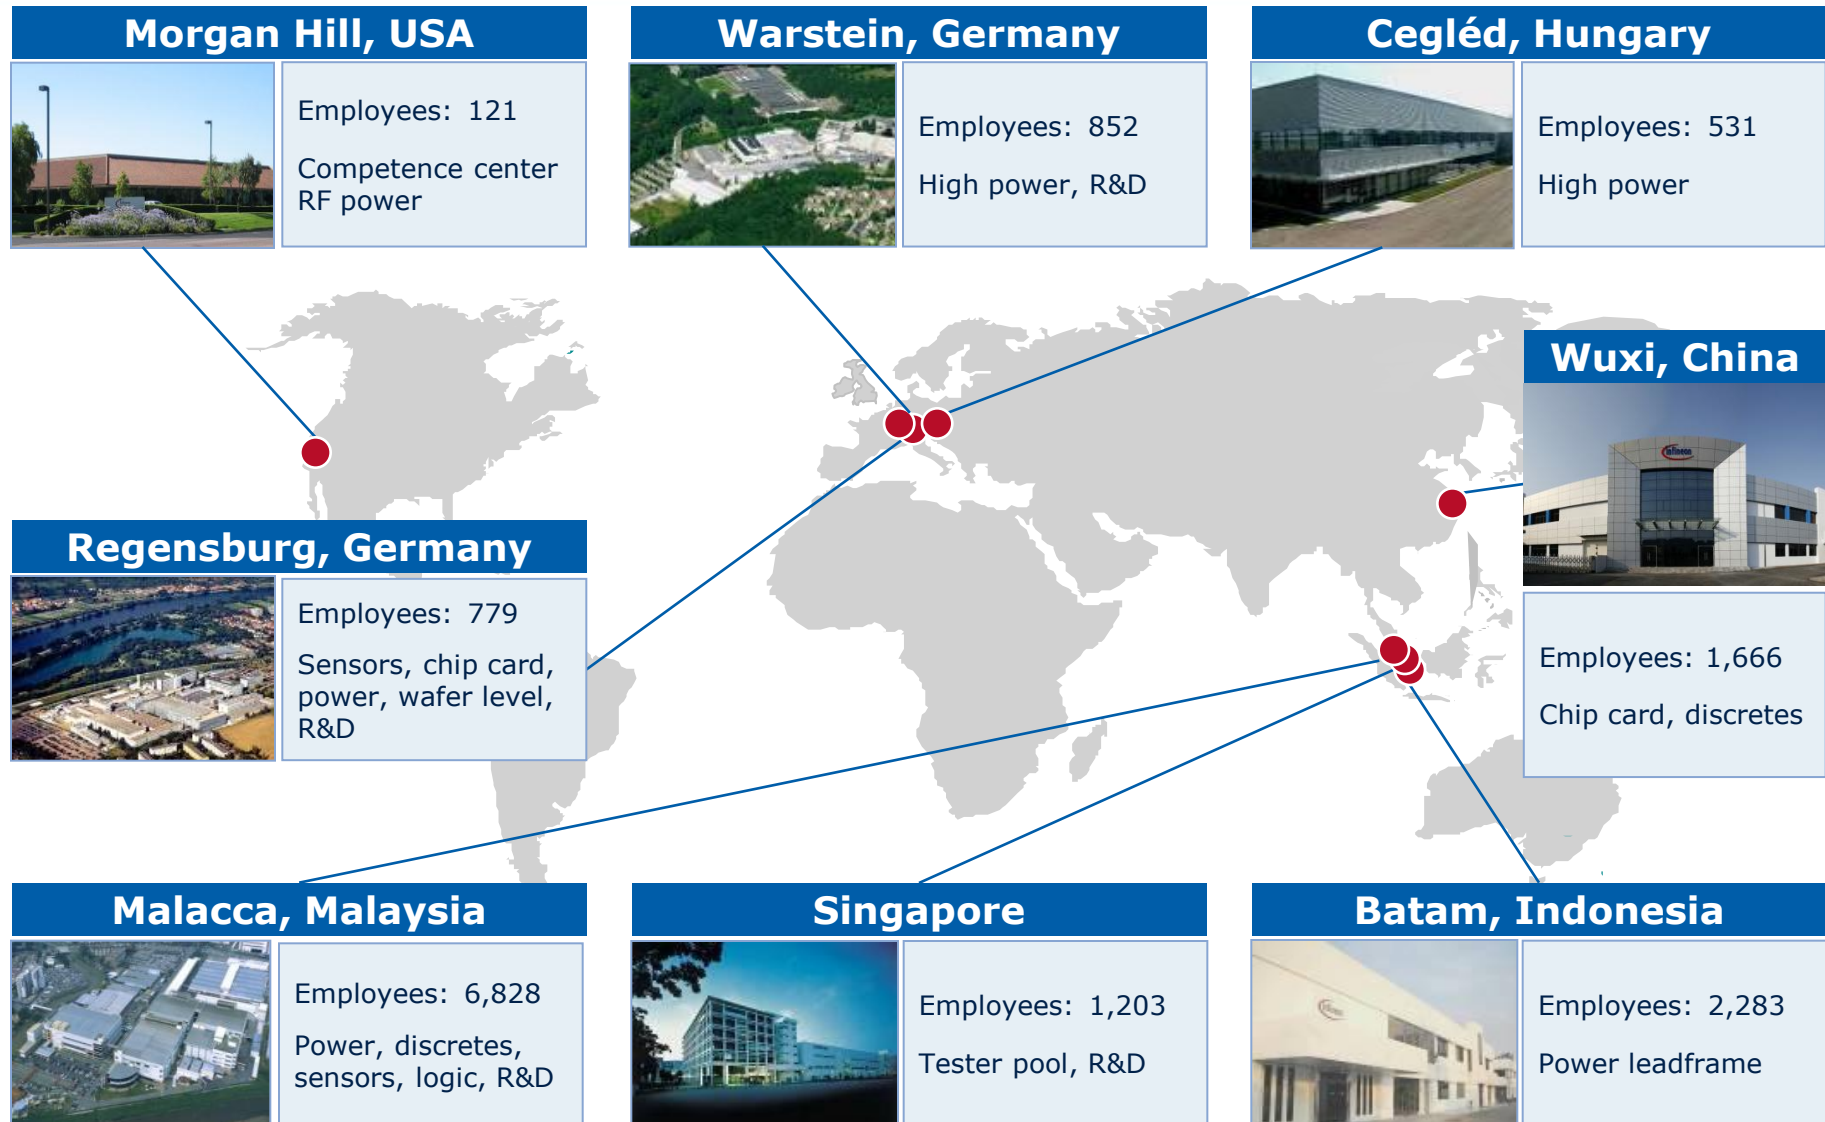 Morgan Hill, USA
Employees: 121
Competence center
RF power
Warstein, Germany
Employees: 852
High power, R&D
Cegléd, Hungary
Employees: 531
High power
Wuxi, China
infineon
Employees: 1,666
Chip card, discretes
Regensburg, Germany
Employees: 779
Sensors, chip card,
power, wafer level,
R&D
Malacca, Malaysia
Employees: 6,828
Power, discretes,
sensors, logic, R&D
Singapore
Employees: 1,203
Tester pool, R&D
Batam, Indonesia
infineon
Employees: 2,283
Power leadframe